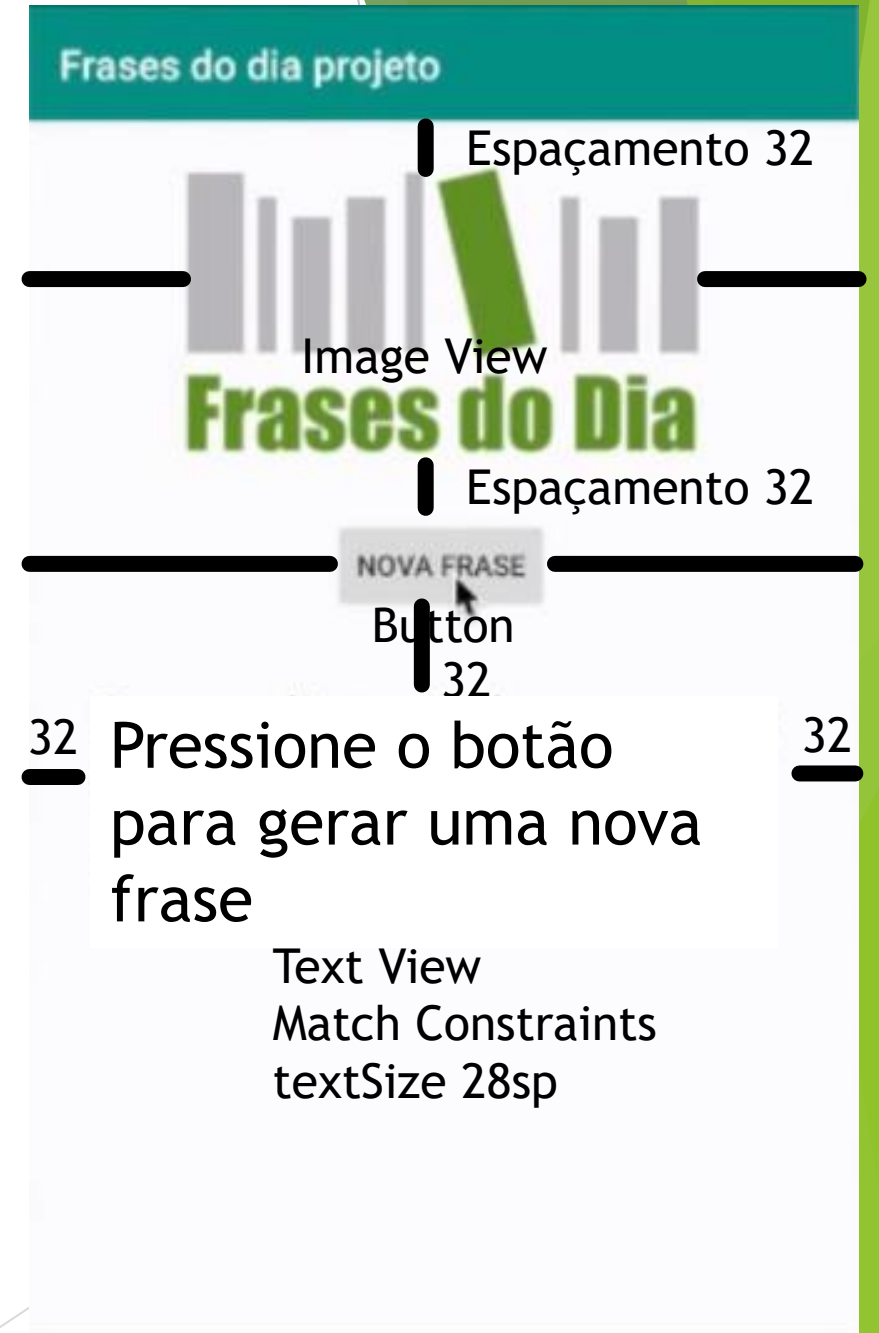 Frases do dia projeto
Espaçamento 32
Image View
Frases do Dia
Espaçamento 32
NOVA FRASE
Button
32
32
32
Pressione o botão
para gerar uma nova
frase
Text View
Match Constraints
textSize 28sp